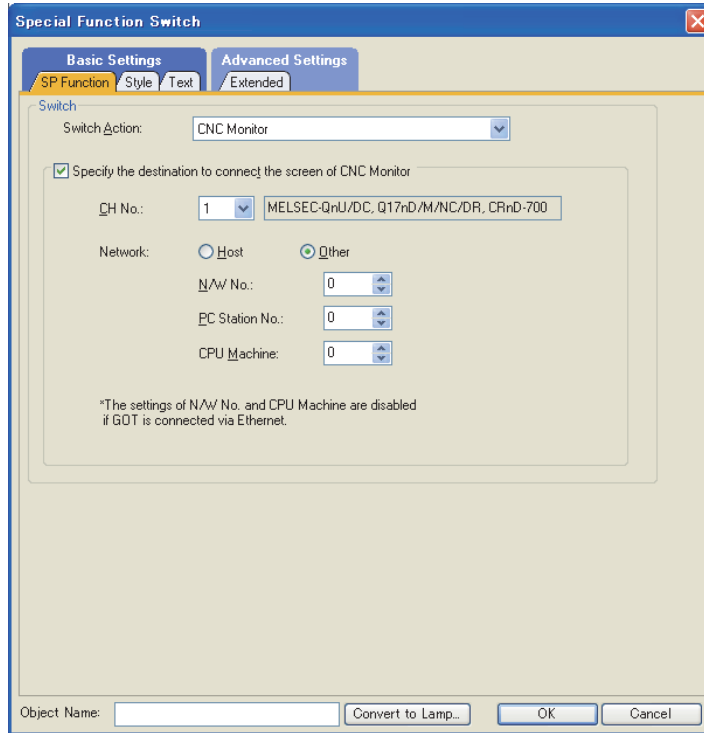 Special Function Switch
Basic Settings
Advanced Settings
SP Function
Style
Text
Extended
Switch
Switch Action:
CNC Monitor
Specify the destination to connect the screen of CNC Monitor
CH No.:
1
MELSEC-QnU/DC, Q17nD/M/NC/DR, CRnD-700
Network:
Host
Other
N/W No.:
0
PC Station No.:
0
CPU Machine:
0
*The settings of N/W No. and CPU Machine are disabled
if GOT is connected via Ethernet.
Object Name:
Convert to Lamp...
OK
Cancel